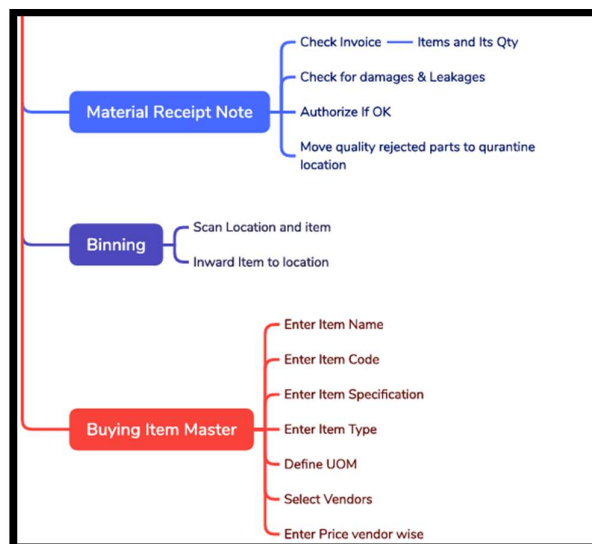 Material Receipt Note
Check Invoice
Items and Its Qty
Check for damages & Leakages
Authorize If OK
Move quality rejected parts to qurantine
location
Binning
Scan Location and item
Inward Item to location
Buying Item Master
Enter Item Name
Enter Item Code
Enter Item Specification
Enter Item Type
Define UOM
Select Vendors
Enter Price vendor wise